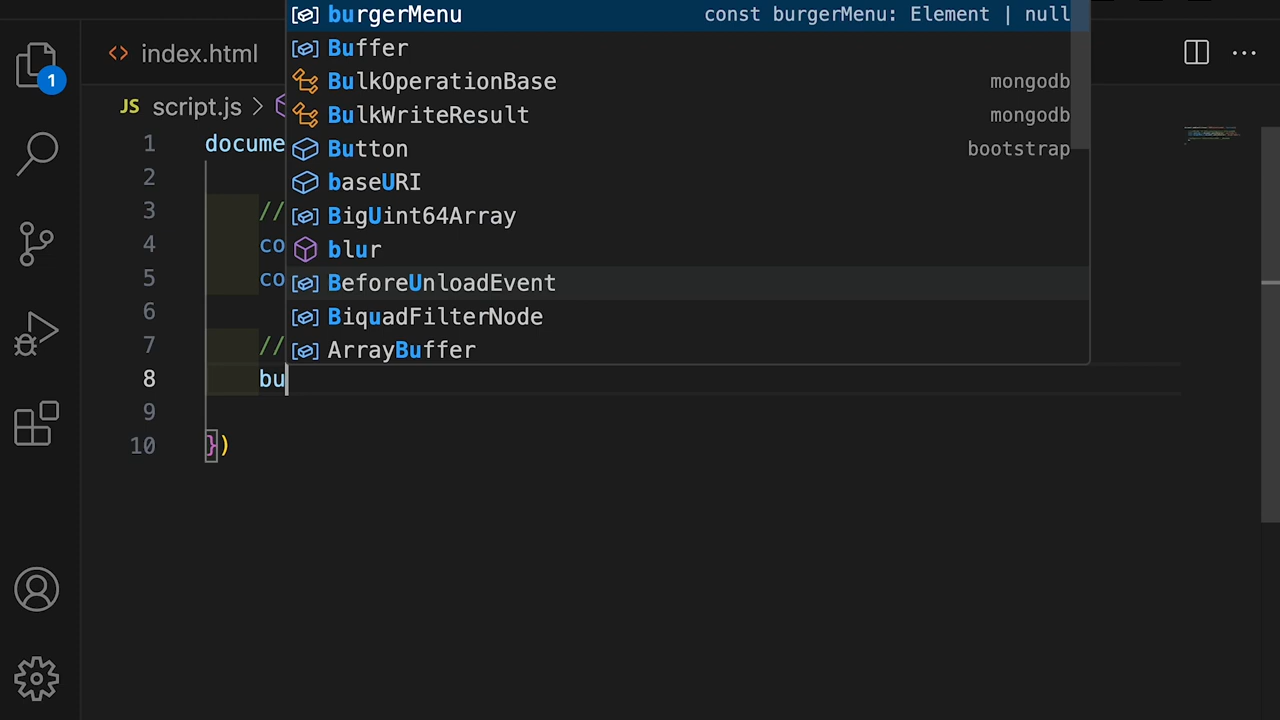 burgerMenu const burgerMenu: Element | null
index.html Buffer
1
BulkOperationBase mongodb
JS script.js > BulkWriteResult mongodb
1 docume Button bootstrap
2 baseURI
3 // BigUint64Array
4 co blur
5 co BeforeUnloadEvent
6 BiquadFilterNode
7 // ArrayBuffer
8 bu
9
10 })